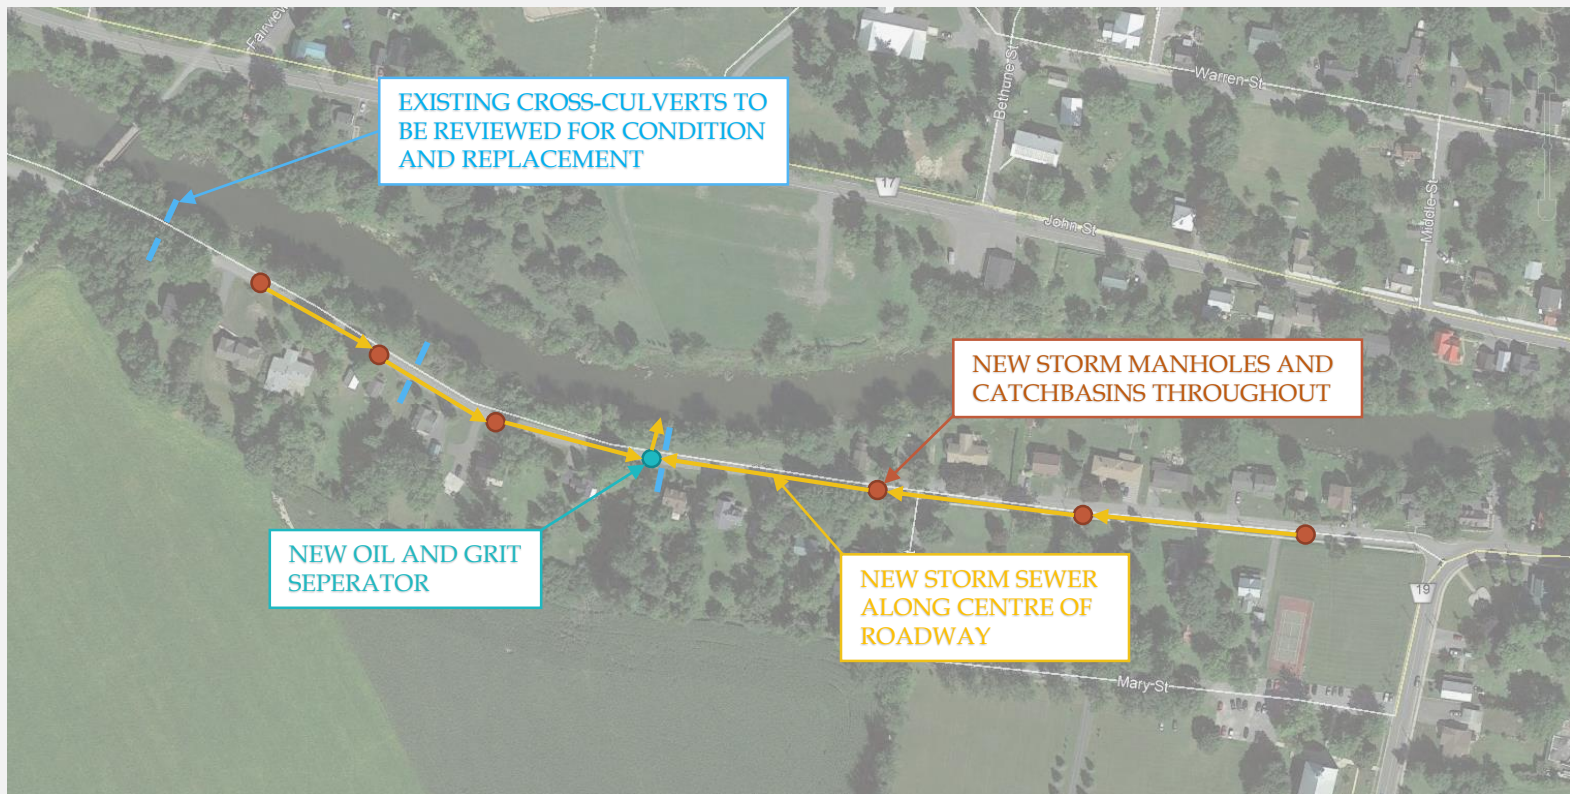 Fairview
EXISTING CROSS-CULVERTS TO
BE REVIEWED FOR CONDITION
AND REPLACEMENT
Bethune St
Warren St
17
John St
Middle St
NEW STORM MANHOLES AND
CATCHBASINS THROUGHOUT
NEW OIL AND GRIT
SEPERATOR
NEW STORM SEWER
ALONG CENTRE OF
ROADWAY
19
Mary St